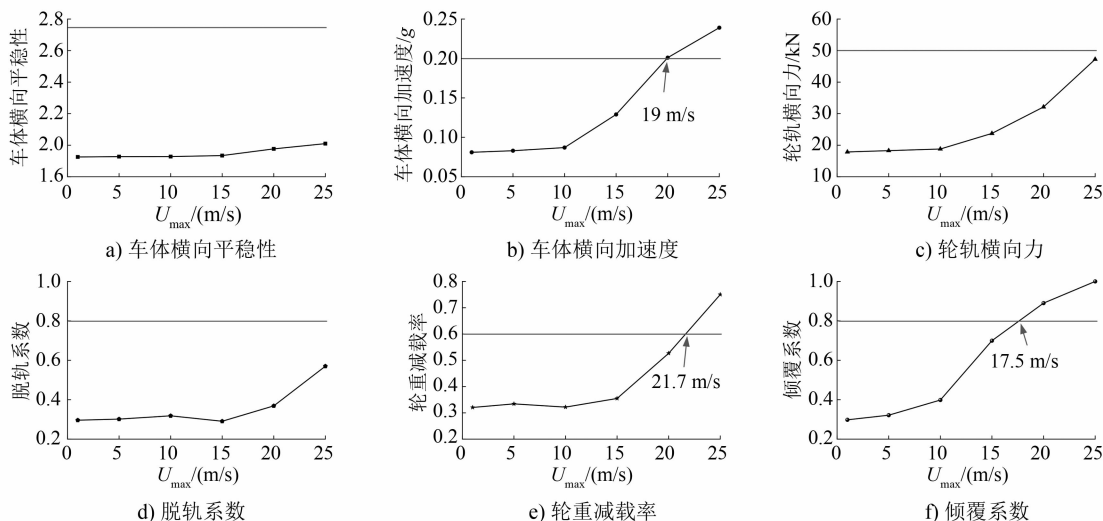 车体横向平稳性
2.8
2.4
2.0
1.6
0 5 10 15 20 25
Umax/(m/s)
a) 车体横向平稳性
车体横向加速度/g
0.25
0.20
0.15
0.10
0.05
19 m/s
0 5 10 15 20 25
Umax/(m/s)
b) 车体横向加速度
轮轨横向力/kN
60
50
40
30
20
10
0 5 10 15 20 25
Umax/(m/s)
c) 轮轨横向力
脱轨系数
1.0
0.8
0.6
0.4
0.2
0 5 10 15 20 25
Umax/(m/s)
d) 脱轨系数
轮重减载率
0.8
0.7
0.6
0.5
0.4
0.3
0.2
21.7 m/s
0 5 10 15 20 25
Umax/(m/s)
e) 轮重减载率
倾覆系数
1.0
0.8
0.6
0.4
0.2
17.5 m/s
0 5 10 15 20 25
Umax/(m/s)
f) 倾覆系数